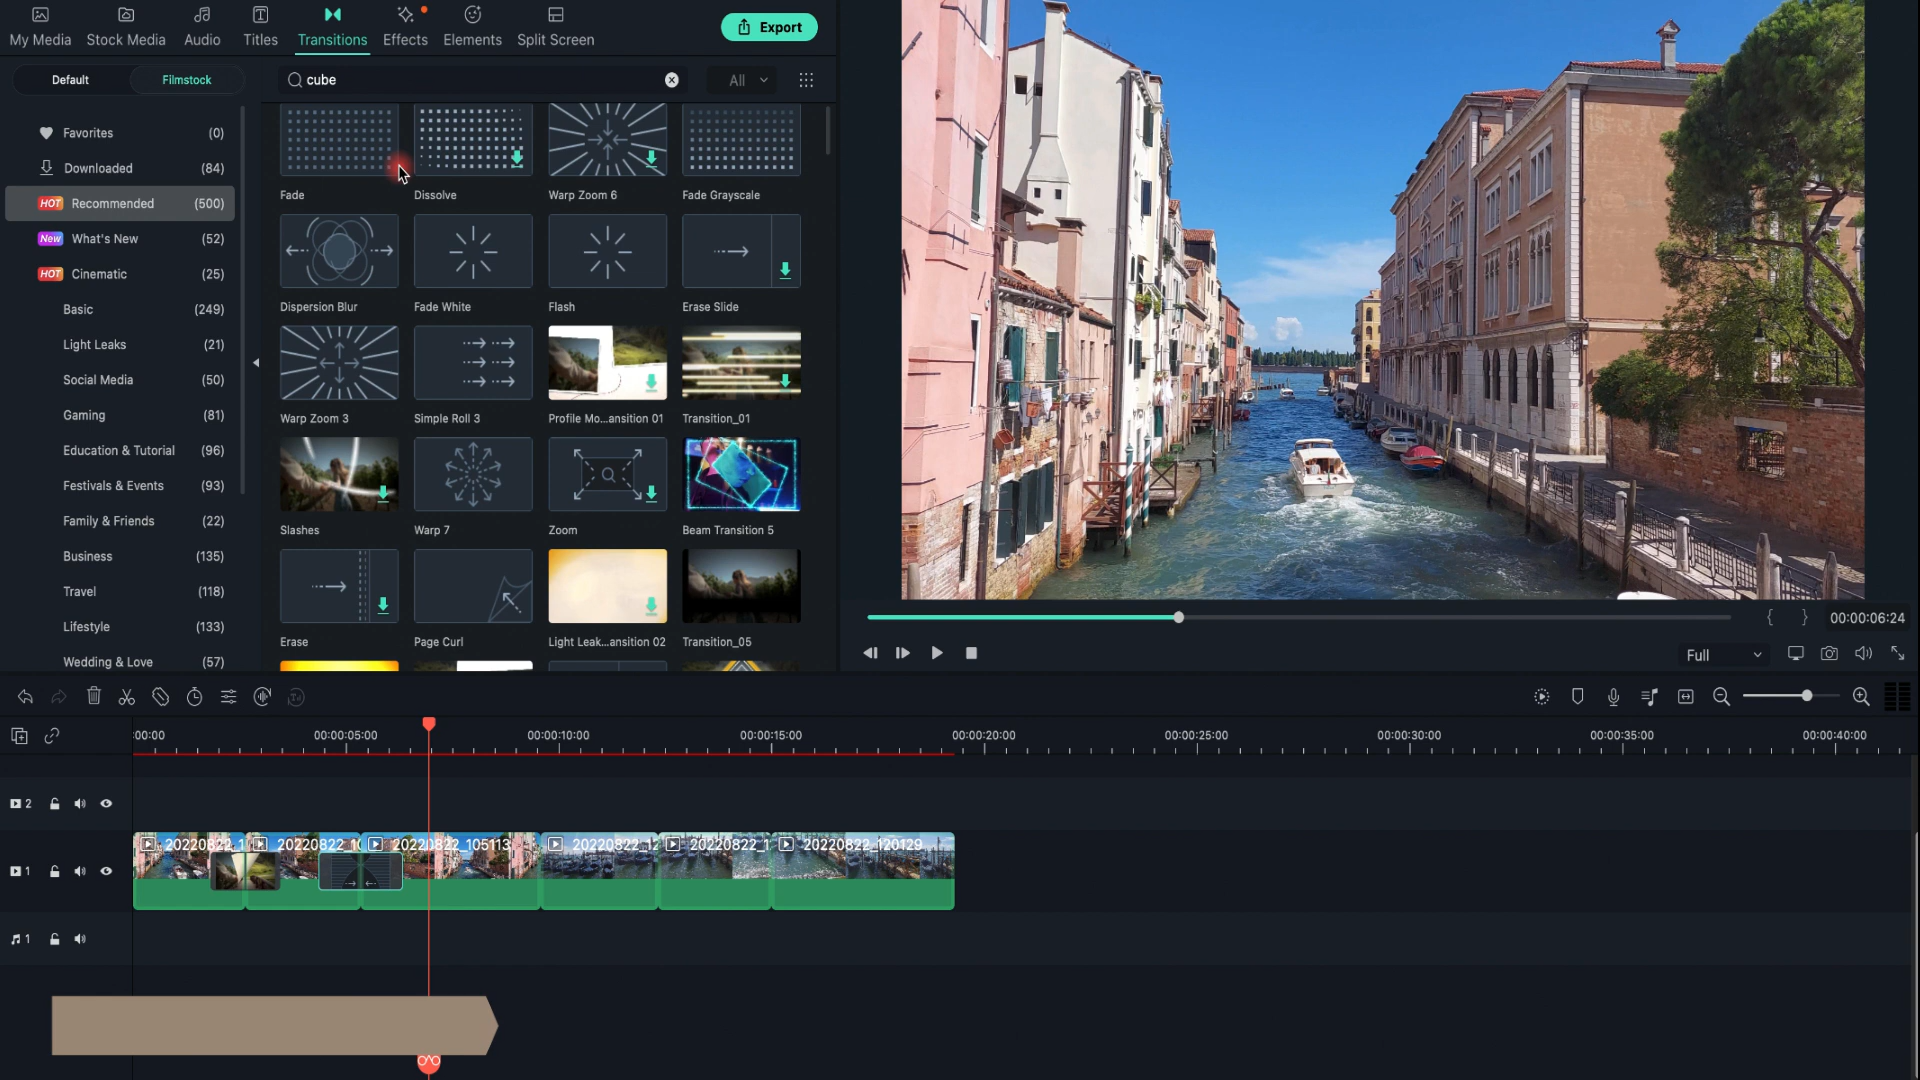 My Media
Stock Media
Audio
Titles
Transitions
Effects
Elements
Split Screen
Export
Default
Filmstock
cube
All
Favorites (0)
Downloaded (84)
HOT Recommended (500)
New What's New (52)
HOT Cinematic (25)
Basic (249)
Light Leaks (21)
Social Media (50)
Gaming (81)
Education & Tutorial (96)
Festivals & Events (93)
Family & Friends (22)
Business (135)
Travel (118)
Lifestyle (133)
Wedding & Love (57)
Fade
Dissolve
Warp Zoom 6
Fade Grayscale
Dispersion Blur
Fade White
Flash
Erase Slide
Warp Zoom 3
Simple Roll 3
Profile Mo...ansition 01
Transition_01
Slashes
Warp 7
Zoom
Beam Transition 5
Erase
Page Curl
Light Leak...ansition 02
Transition_05
{ }
00:00:06:24
Full
:00:00
00:00:05:00
00:00:10:00
00:00:15:00
00:00:20:00
00:00:25:00
00:00:30:00
00:00:35:00
00:00:40:00
2
20220822_1
20220822_10
20220822_105113
20220822_12
20220822_1
20220822_120129
1
1